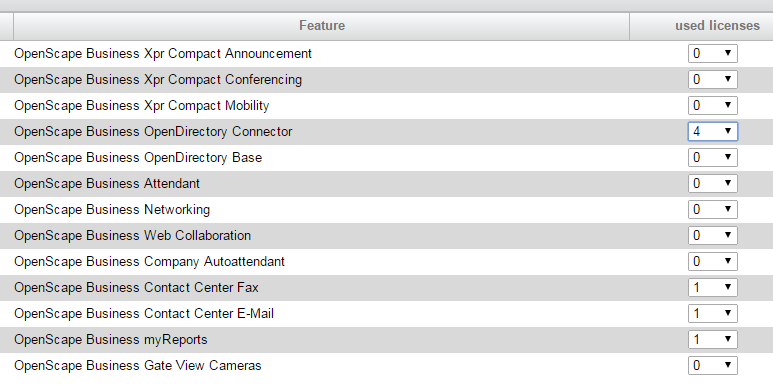 Feature used licenses
OpenScape Business Xpr Compact Announcement 0
OpenScape Business Xpr Compact Conferencing 0
OpenScape Business Xpr Compact Mobility 0
OpenScape Business OpenDirectory Connector 4
OpenScape Business OpenDirectory Base 0
OpenScape Business Attendant 0
OpenScape Business Networking 0
OpenScape Business Web Collaboration 0
OpenScape Business Company Autoattendant 0
OpenScape Business Contact Center Fax 1
OpenScape Business Contact Center E-Mail 1
OpenScape Business myReports 1
OpenScape Business Gate View Cameras 0